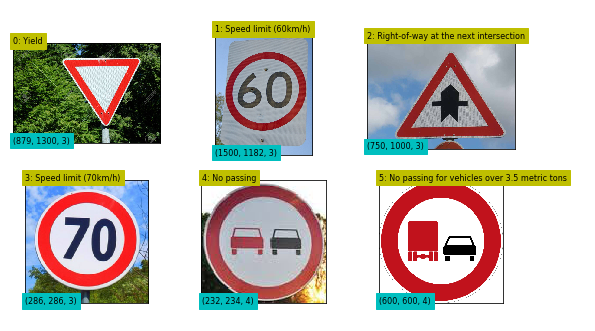 0: Yield
1: Speed limit (60km/h)
2: Right-of-way at the next intersection
60
(879, 1300, 3)
(1500, 1182, 3)
(750, 1000, 3)
3: Speed limit (70km/h)
4: No passing
5: No passing for vehicles over 3.5 metric tons
70
(286, 286, 3)
(232, 234, 4)
(600, 600, 4)